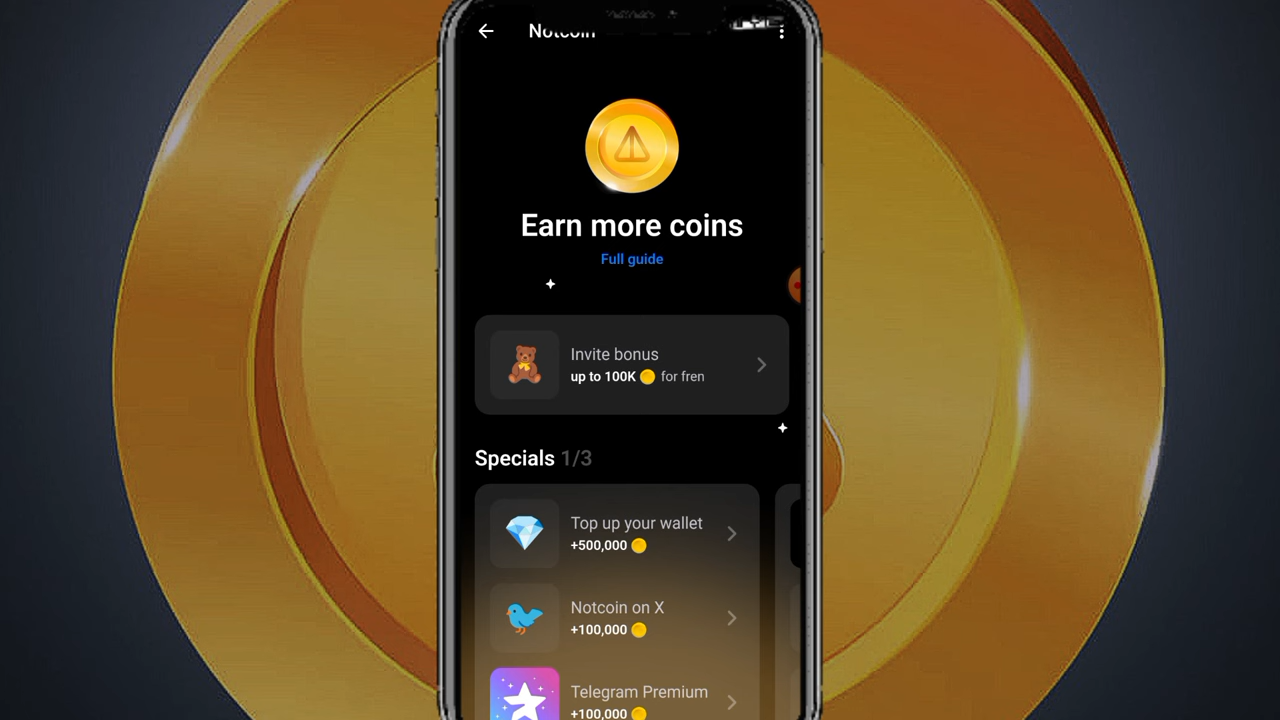 Notcoin
Earn more coins
Full guide
Invite bonus
up to 100K for fren
Specials 1/3
Top up your wallet
+500,000
Notcoin on X
+100,000
Telegram Premium
+100,000